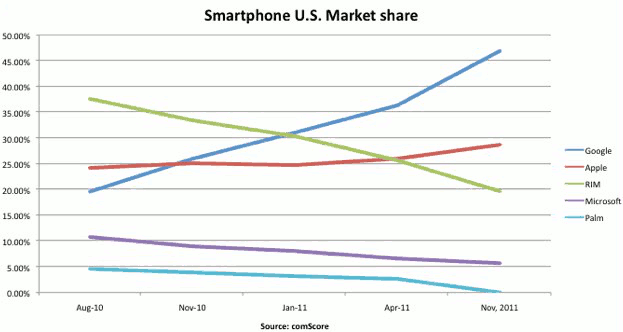 Smartphone U.S. Market share
50.00%
45.00%
40.00%
35.00%
30.00%
25.00%
20.00%
15.00%
10.00%
5.00%
0.00%
Aug-10 Nov-10 Jan-11 Apr-11 Nov, 2011
Google
Apple
RIM
Microsoft
Palm
Source: comScore